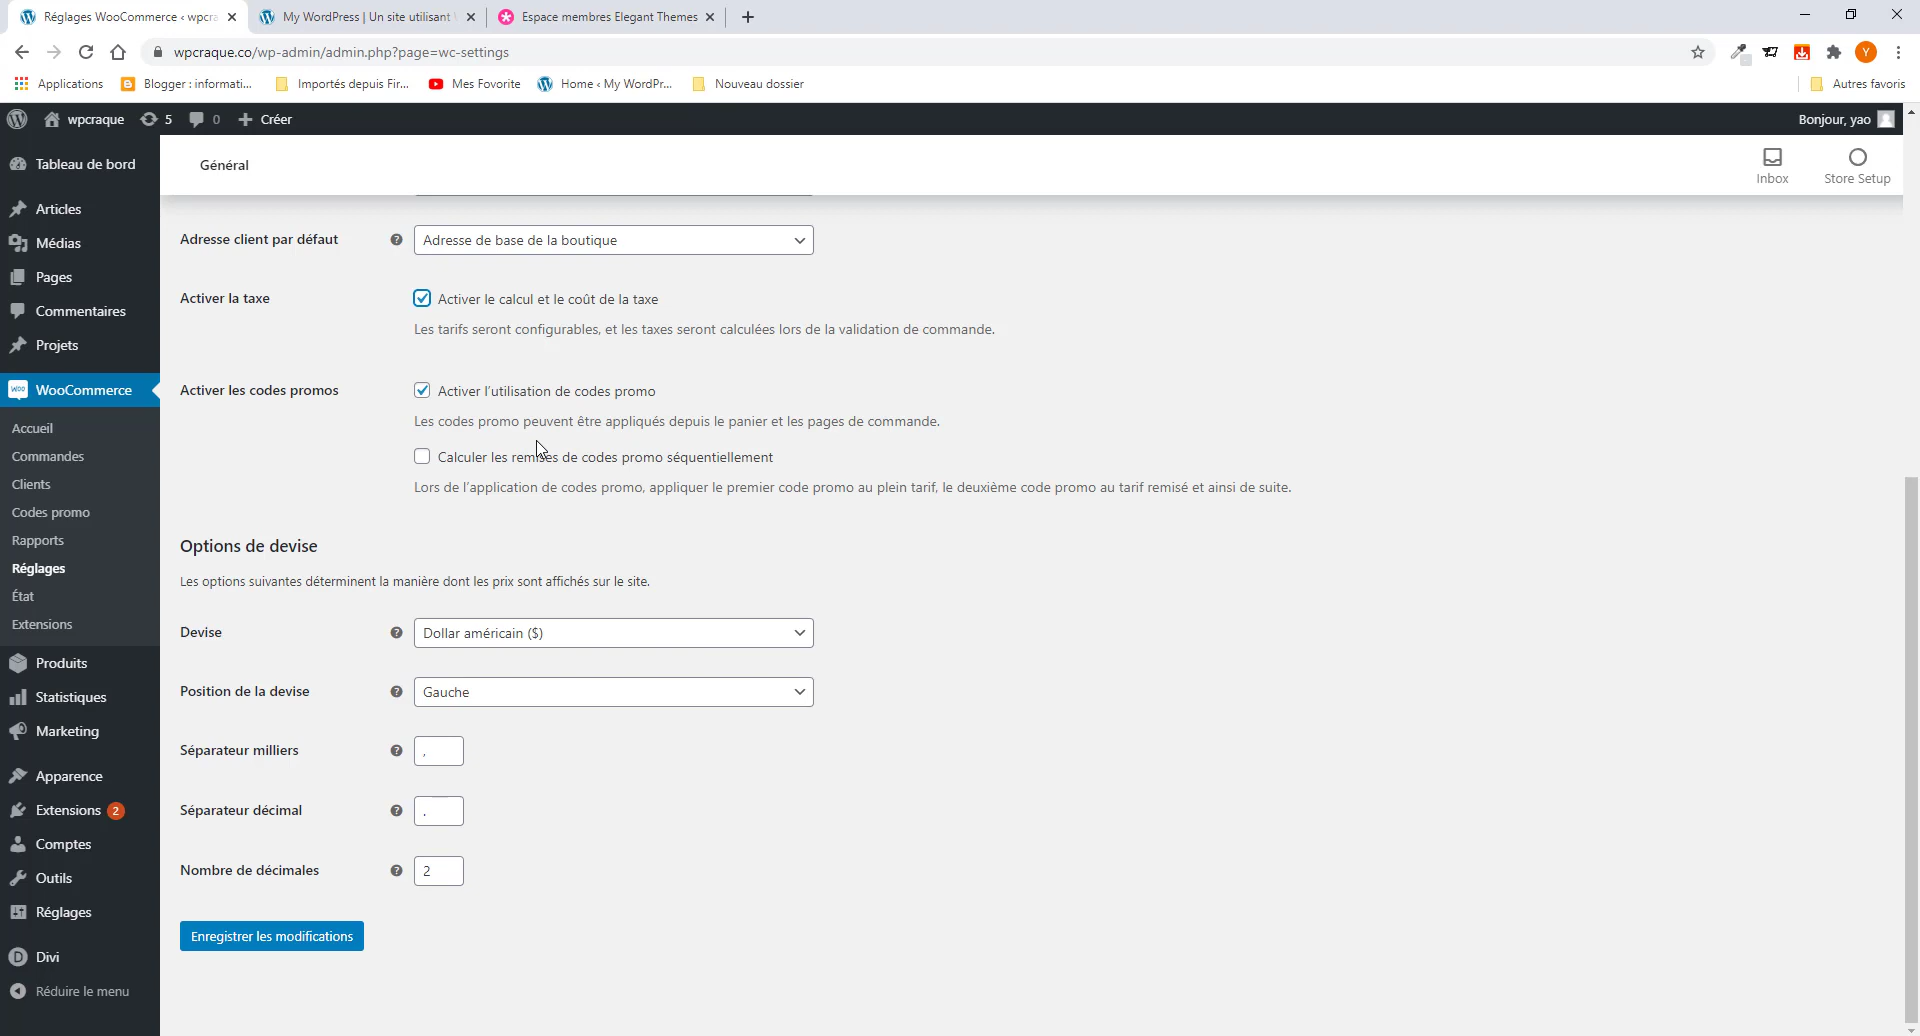 Réglages WooCommerce ‹ wpcra
My WordPress | Un site utilisant
Espace membres Elegant Themes
wpcraque.co/wp-admin/admin.php?page=wc-settings
Y
Applications
Blogger : informati...
Importés depuis Fir...
Mes Fovorite
Home ‹ My WordPr...
Nouveau dossier
Autres favoris
wpcraque
5
0
Créer
Bonjour, yao
Général
Inbox
Store Setup
Tableau de bord
Articles
Médias
Pages
Commentaires
Projets
WooCommerce
Accueil
Commandes
Clients
Codes promo
Rapports
Réglages
État
Extensions
Produits
Statistiques
Marketing
Apparence
Extensions 2
Comptes
Outils
Réglages
Divi
Réduire le menu
Adresse client par défaut
Adresse de base de la boutique
Activer la taxe
Activer le calcul et le coût de la taxe
Les tarifs seront configurables, et les taxes seront calculées lors de la validation de commande.
Activer les codes promos
Activer l’utilisation de codes promo
Les codes promo peuvent être appliqués depuis le panier et les pages de commande.
Calculer les remises de codes promo séquentiellement
Lors de l’application de codes promo, appliquer le premier code promo au plein tarif, le deuxième code promo au tarif remisé et ainsi de suite.
Options de devise
Les options suivantes déterminent la manière dont les prix sont affichés sur le site.
Devise
Dollar américain ($)
Position de la devise
Gauche
Séparateur milliers
,
Séparateur décimal
.
Nombre de décimales
2
Enregistrer les modifications